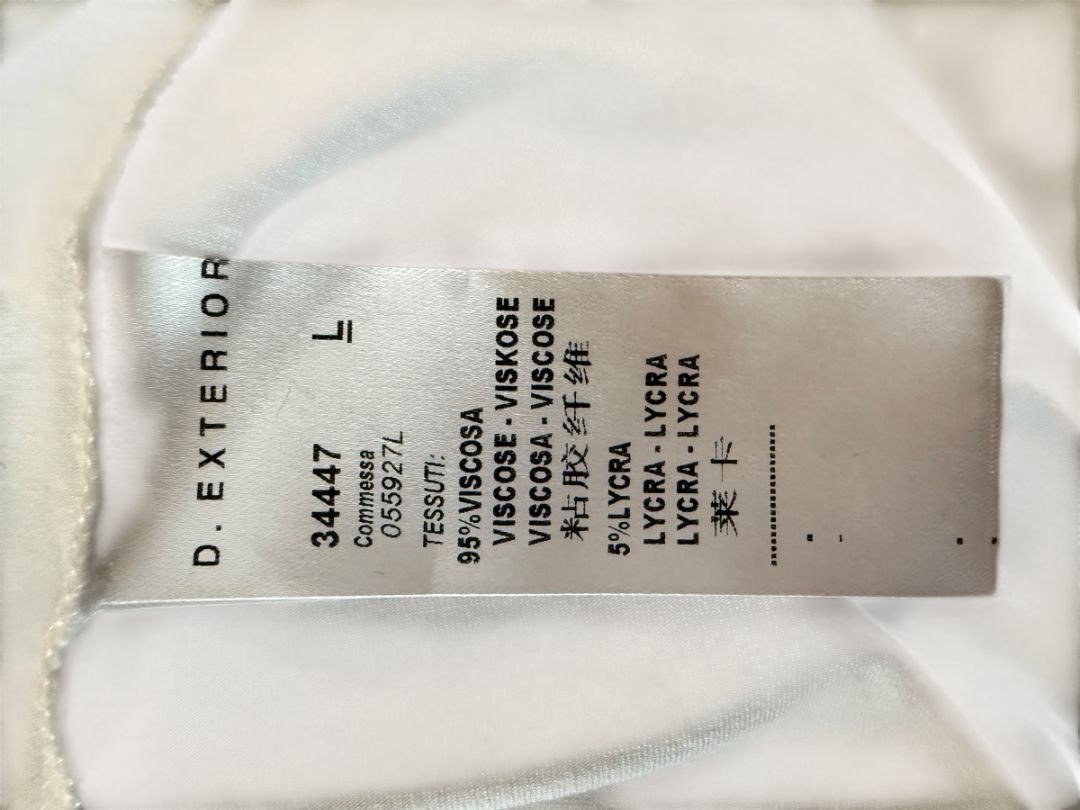 D. EXTERIOR
34447 L
Commessa
055927L
TESSUTI:
95%VISCOSA
VISCOSE - VISKOSE
VISCOSA - VISCOSE
粘胶纤维
5%LYCRA
LYCRA - LYCRA
LYCRA - LYCRA
莱卡